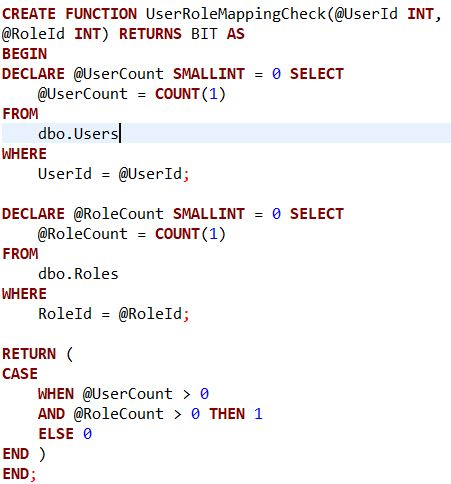 CREATE FUNCTION UserRoleMappingCheck(@UserId INT,
@RoleId INT) RETURNS BIT AS
BEGIN
DECLARE @UserCount SMALLINT = 0 SELECT
    @UserCount = COUNT(1)
FROM
    dbo.Users
WHERE
    UserId = @UserId;

DECLARE @RoleCount SMALLINT = 0 SELECT
    @RoleCount = COUNT(1)
FROM
    dbo.Roles
WHERE
    RoleId = @RoleId;

RETURN (
CASE
    WHEN @UserCount > 0
    AND @RoleCount > 0 THEN 1
    ELSE 0
END )
END;